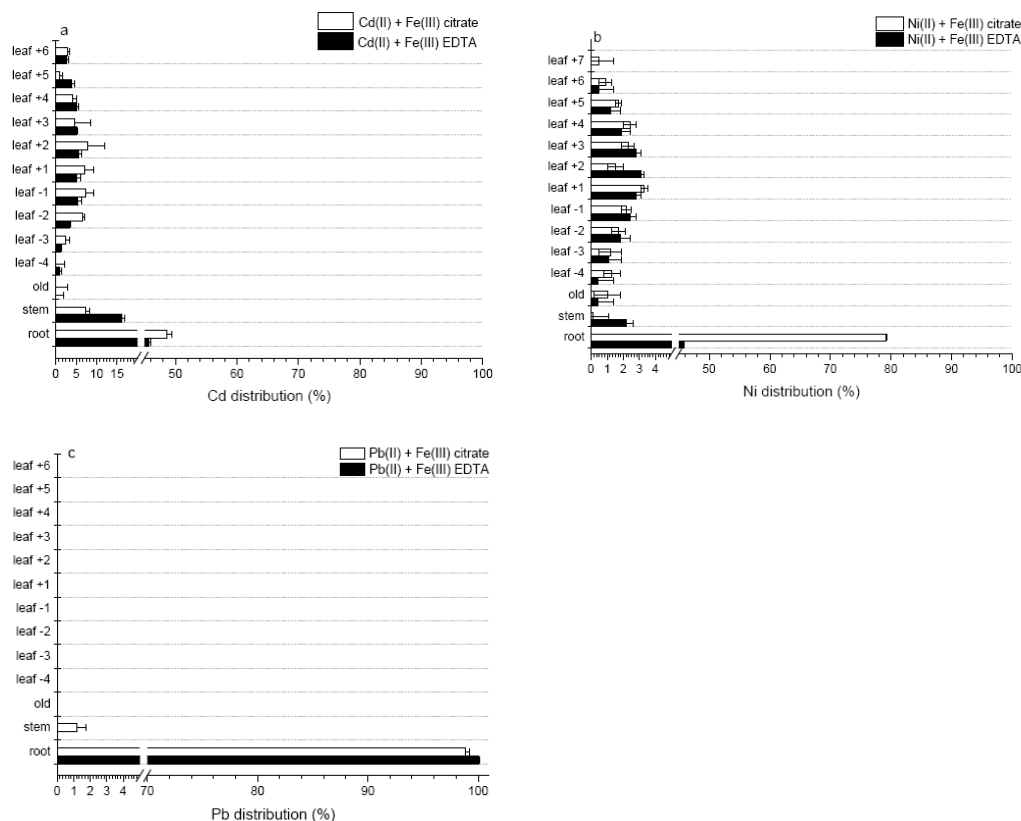 a
Cd(II) + Fe(III) citrate
Cd(II) + Fe(III) EDTA
leaf +6
leaf +5
leaf +4
leaf +3
leaf +2
leaf +1
leaf -1
leaf -2
leaf -3
leaf -4
old
stem
root
0 5 10 15 50 60 70 80 90 100
Cd distribution (%)
b
Ni(II) + Fe(III) citrate
Ni(II) + Fe(III) EDTA
leaf +7
leaf +6
leaf +5
leaf +4
leaf +3
leaf +2
leaf +1
leaf -1
leaf -2
leaf -3
leaf -4
old
stem
root
0 1 2 3 4 50 60 70 80 90 100
Ni distribution (%)
c
Pb(II) + Fe(III) citrate
Pb(II) + Fe(III) EDTA
leaf +6
leaf +5
leaf +4
leaf +3
leaf +2
leaf +1
leaf -1
leaf -2
leaf -3
leaf -4
old
stem
root
0 1 2 3 4 70 80 90 100
Pb distribution (%)